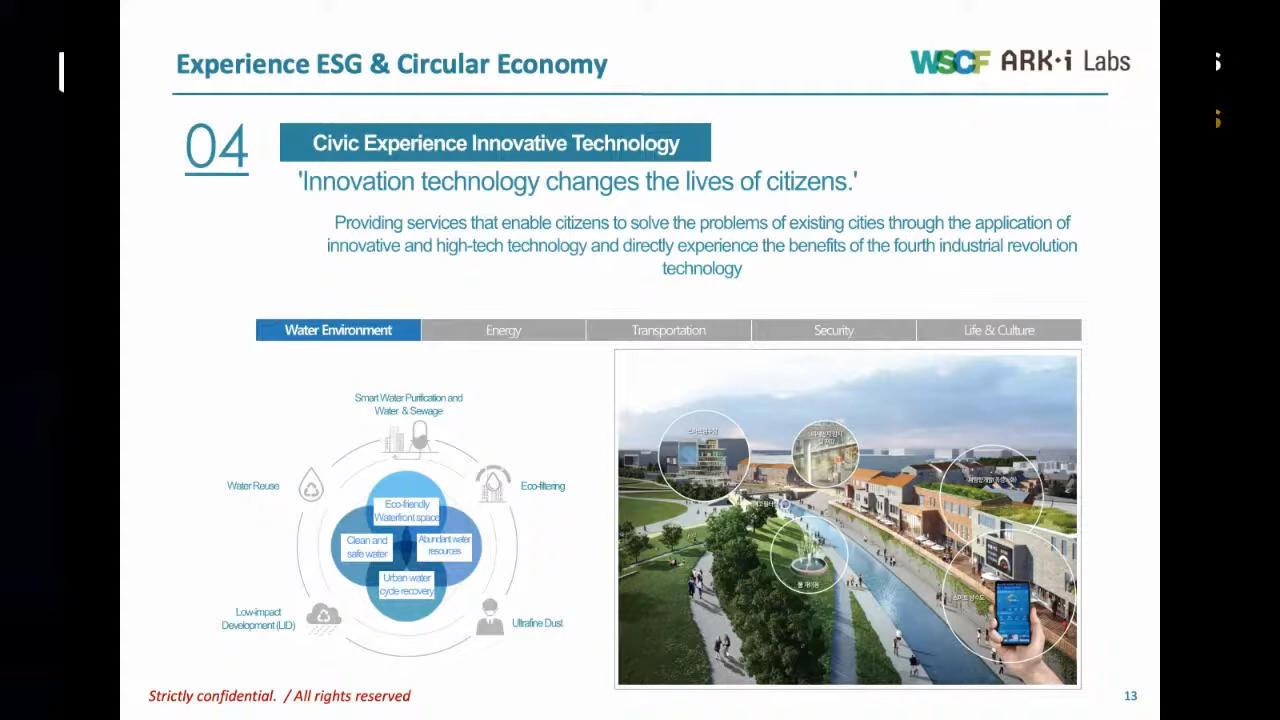 Experience ESG & Circular Economy
WSCF ARK·i Labs
04
Civic Experience Innovative Technology
'Innovation technology changes the lives of citizens.'
Providing services that enable citizens to solve the problems of existing cities through the application of
innovative and high-tech technology and directly experience the benefits of the fourth industrial revolution
technology
Water Environment
Energy
Transportation
Security
Life & Culture
Smart Water Purification and
Water & Sewage
Water Reuse
Eco-filtering
Eco-friendly
Waterfront space
Clean and
safe water
Abundant water
resources
Urban water
cycle recovery
Low-impact
Development (LID)
Ultrafine Dust
Strictly confidential. / All rights reserved
13